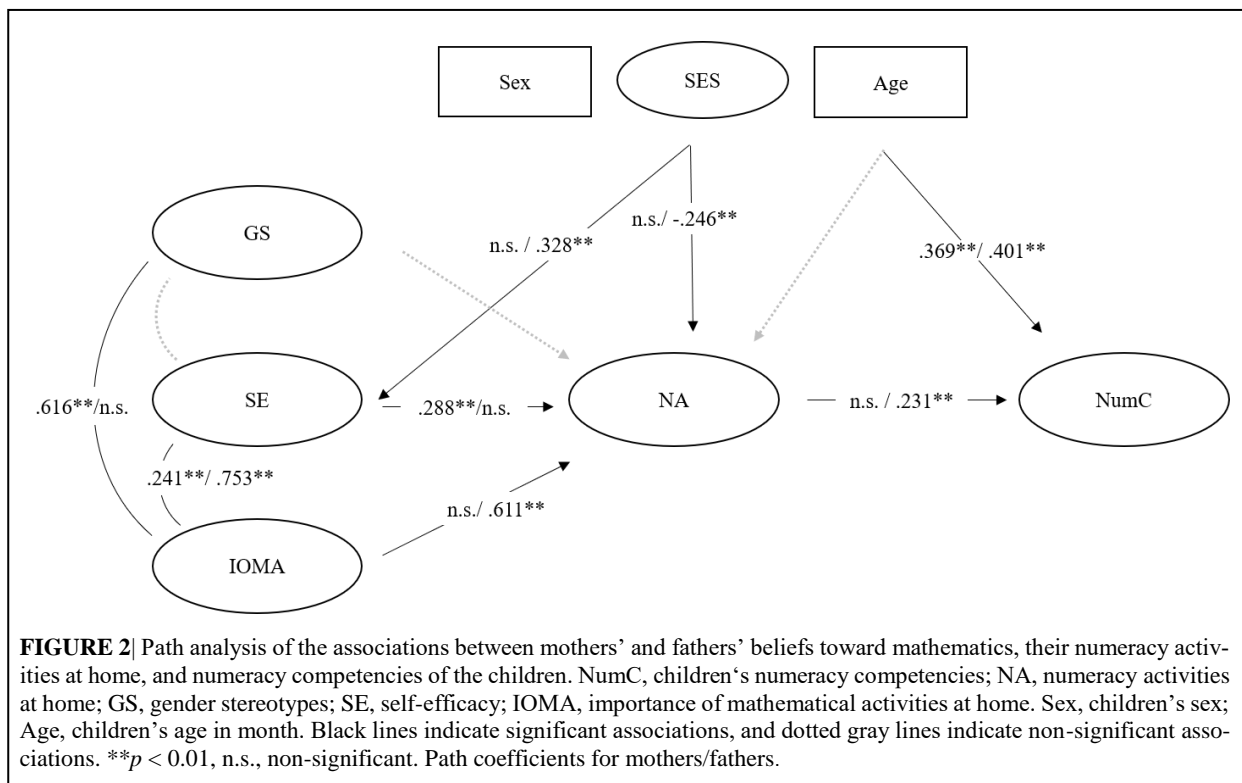 Sex
SES
Age
GS
n.s./ -.246**
n.s. / .328**
.369**/ .401**
SE
.288**/n.s.
NA
n.s. / .231**
NumC
.616**/n.s.
.241**/ .753**
n.s./ .611**
IOMA
FIGURE 2| Path analysis of the associations between mothers’ and fathers’ beliefs toward mathematics, their numeracy activ-
ities at home, and numeracy competencies of the children. NumC, children‘s numeracy competencies; NA, numeracy activities
at home; GS, gender stereotypes; SE, self-efficacy; IOMA, importance of mathematical activities at home. Sex, children’s sex;
Age, children’s age in month. Black lines indicate significant associations, and dotted gray lines indicate non-significant asso-
ciations. **p < 0.01, n.s., non-significant. Path coefficients for mothers/fathers.